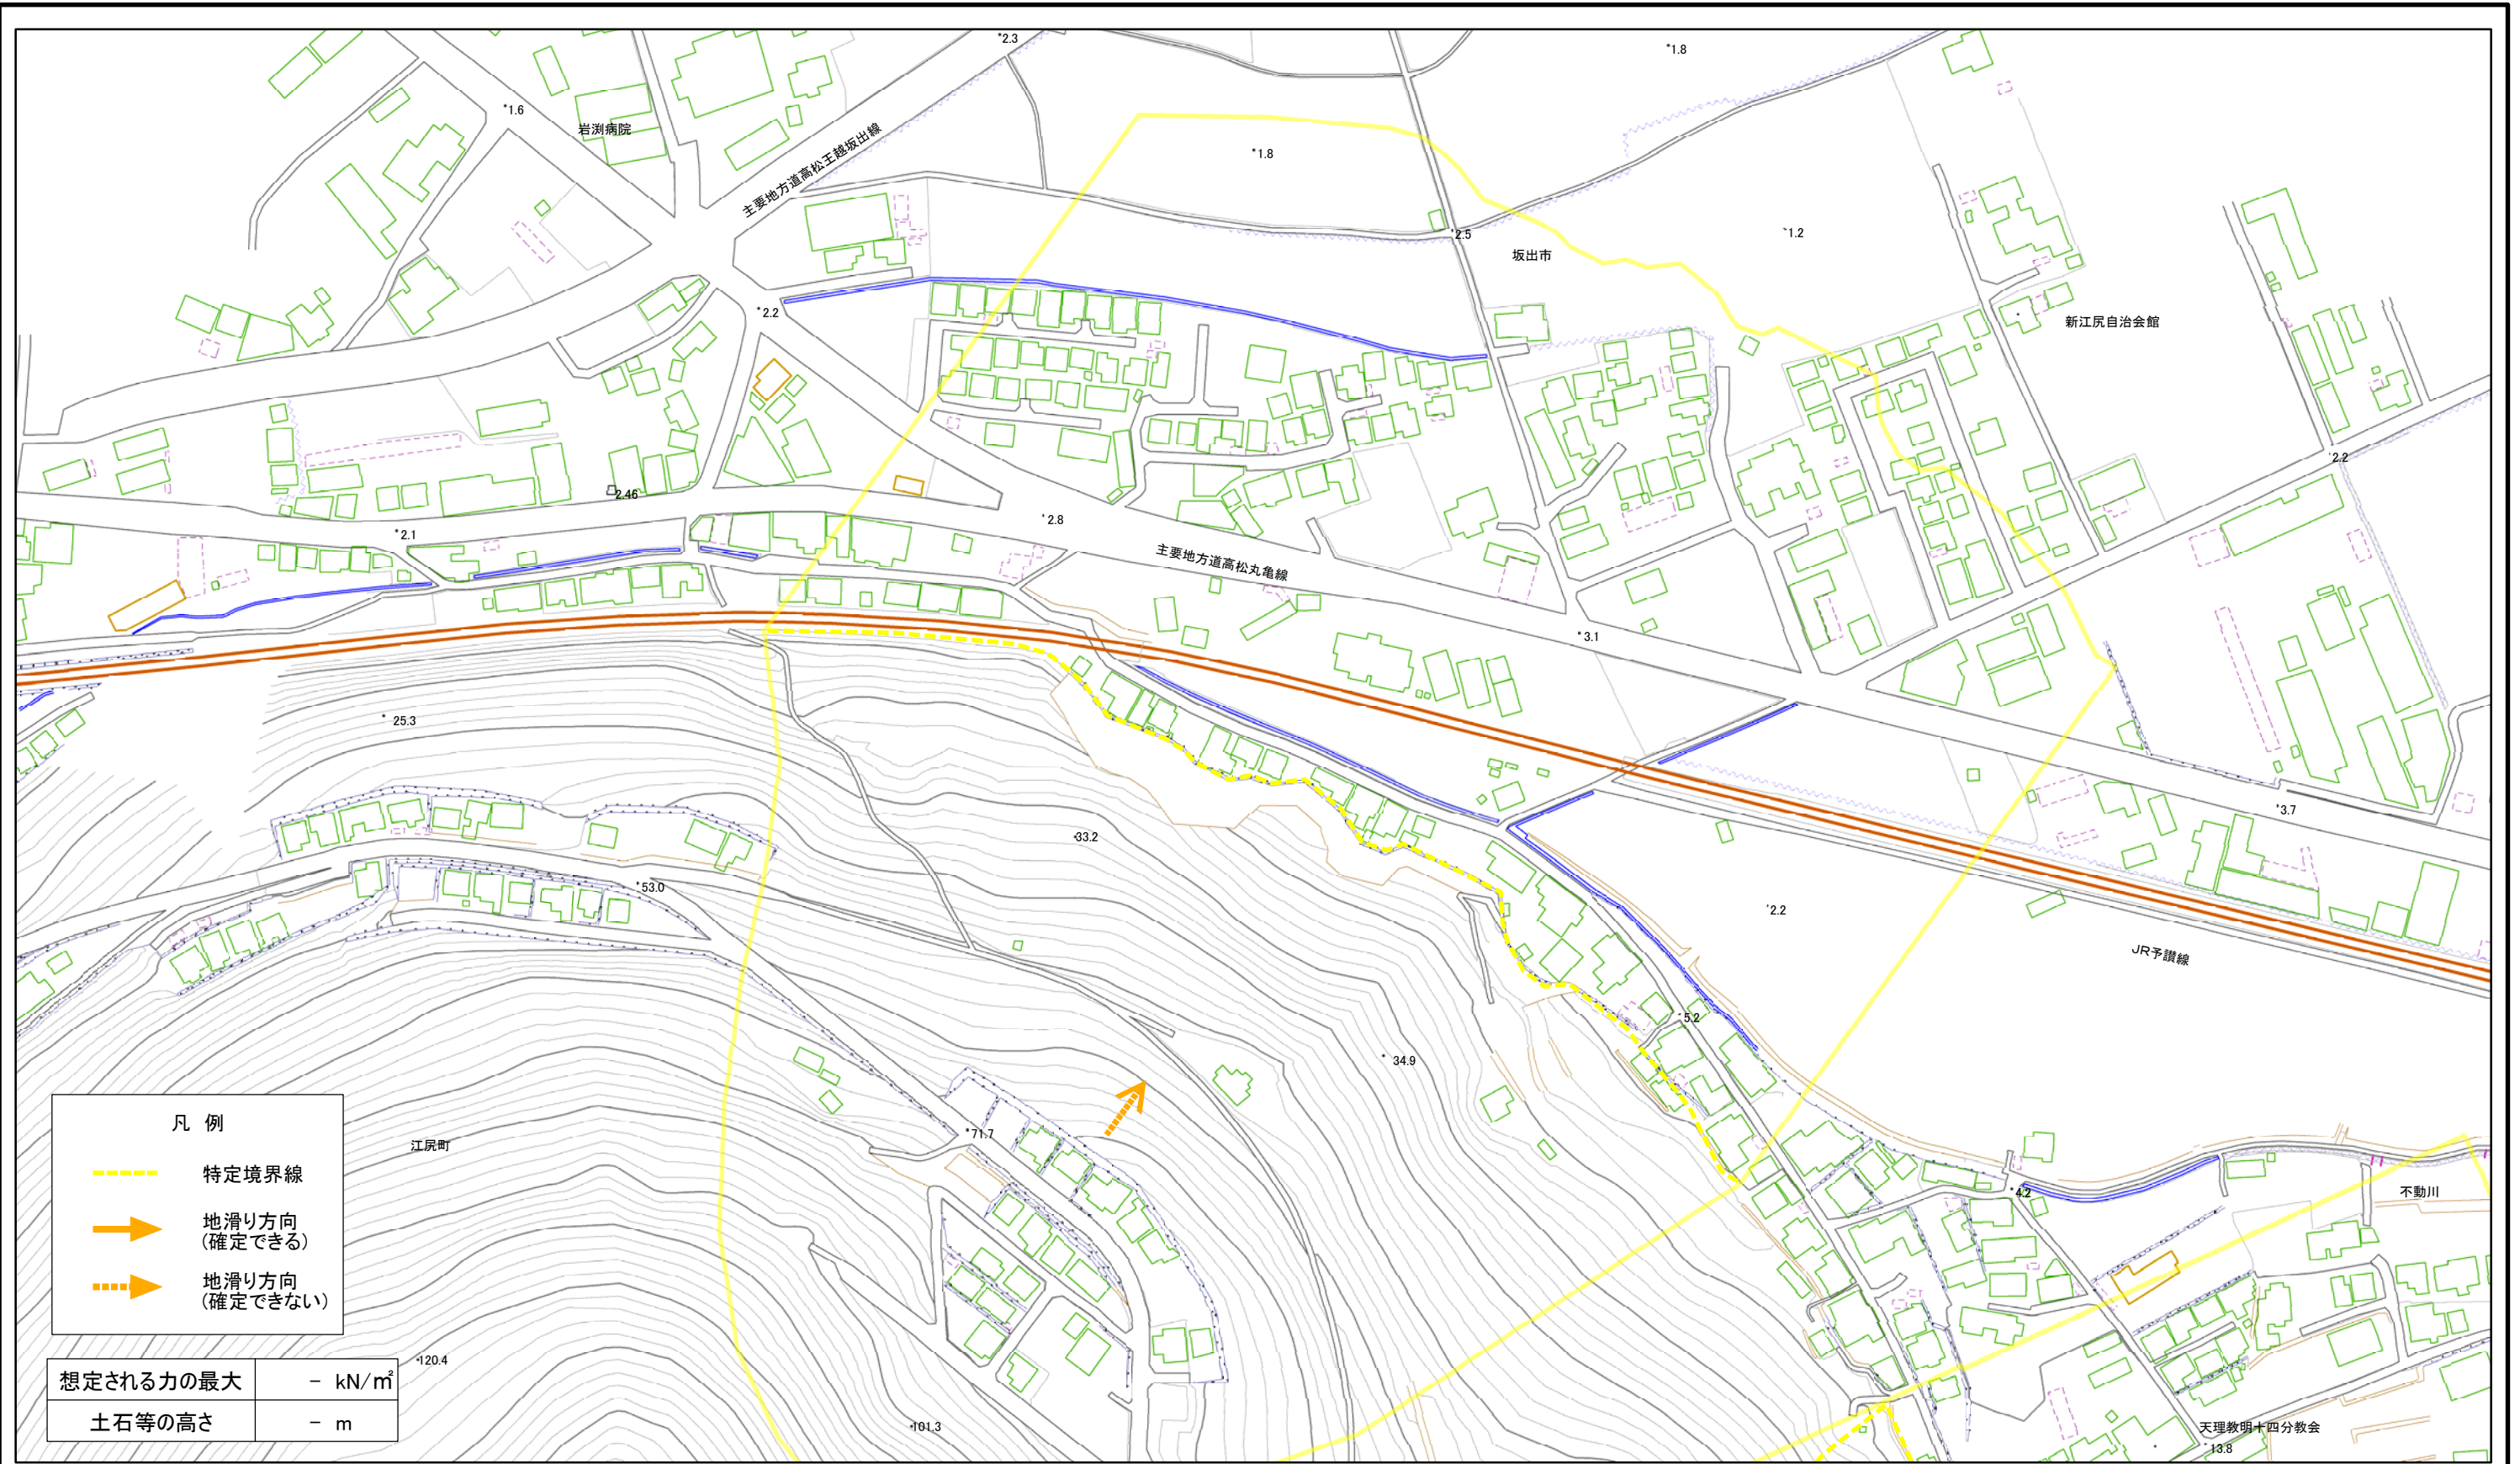 2.3
1.8
1.6
岩渕病院
主要地方道高松王越坂出線
1.8
2.5
1.2
坂出市
2.2
新江尻自治会館
2.2
2.46
2.1
2.8
主要地方道高松丸亀線
3.1
25.3
3.7
33.2
53.0
2.2
JR予讃線
5.2
34.9
71.7
江尻町
4.2
不動川
凡 例
特定境界線
地滑り方向
(確定できる)
地滑り方向
(確定できない)
120.4
想定される力の最大 － kN/㎡
土石等の高さ － m
101.3
天理教明十四分教会
13.8